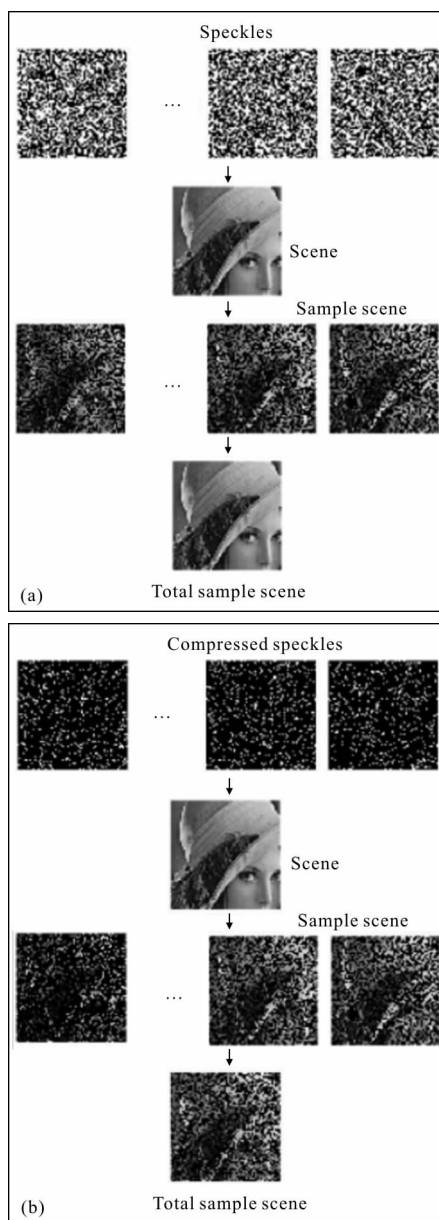 Speckles
...
Scene
Sample scene
...
(a)
Total sample scene
Compressed speckles
...
Scene
Sample scene
...
(b)
Total sample scene